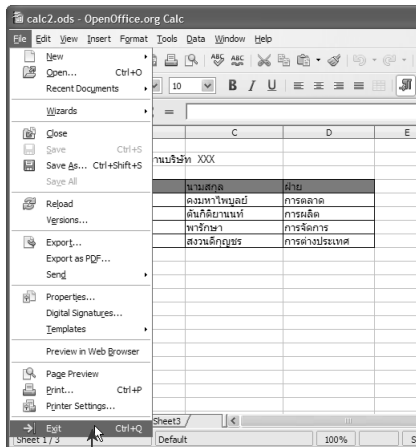 calc2.ods - OpenOffice.org Calc
File Edit View Insert Format Tools Data Window Help
New
Open... Ctrl+O
Recent Documents
10 B I U
Wizards
=
C D E
Close
Save Ctrl+S
Save As... Ctrl+Shift+S
านบริษัท XXX
Save All
นามสกุล ฝ่าย
Reload
ดงมหาไพบูลย์ การตลาด
Versions...
ตันกิติยานนท์ การผลิต
พารักษา การจัดการ
Export...
สงวนดีกุญชร การต่างประเทศ
Export as PDF...
Send
Properties...
Digital Signatures...
Templates
Preview in Web Browser
Page Preview
Print... Ctrl+P
Printer Settings...
Exit Ctrl+Q
Sheet3
Sheet 1 / 3 Default 100%